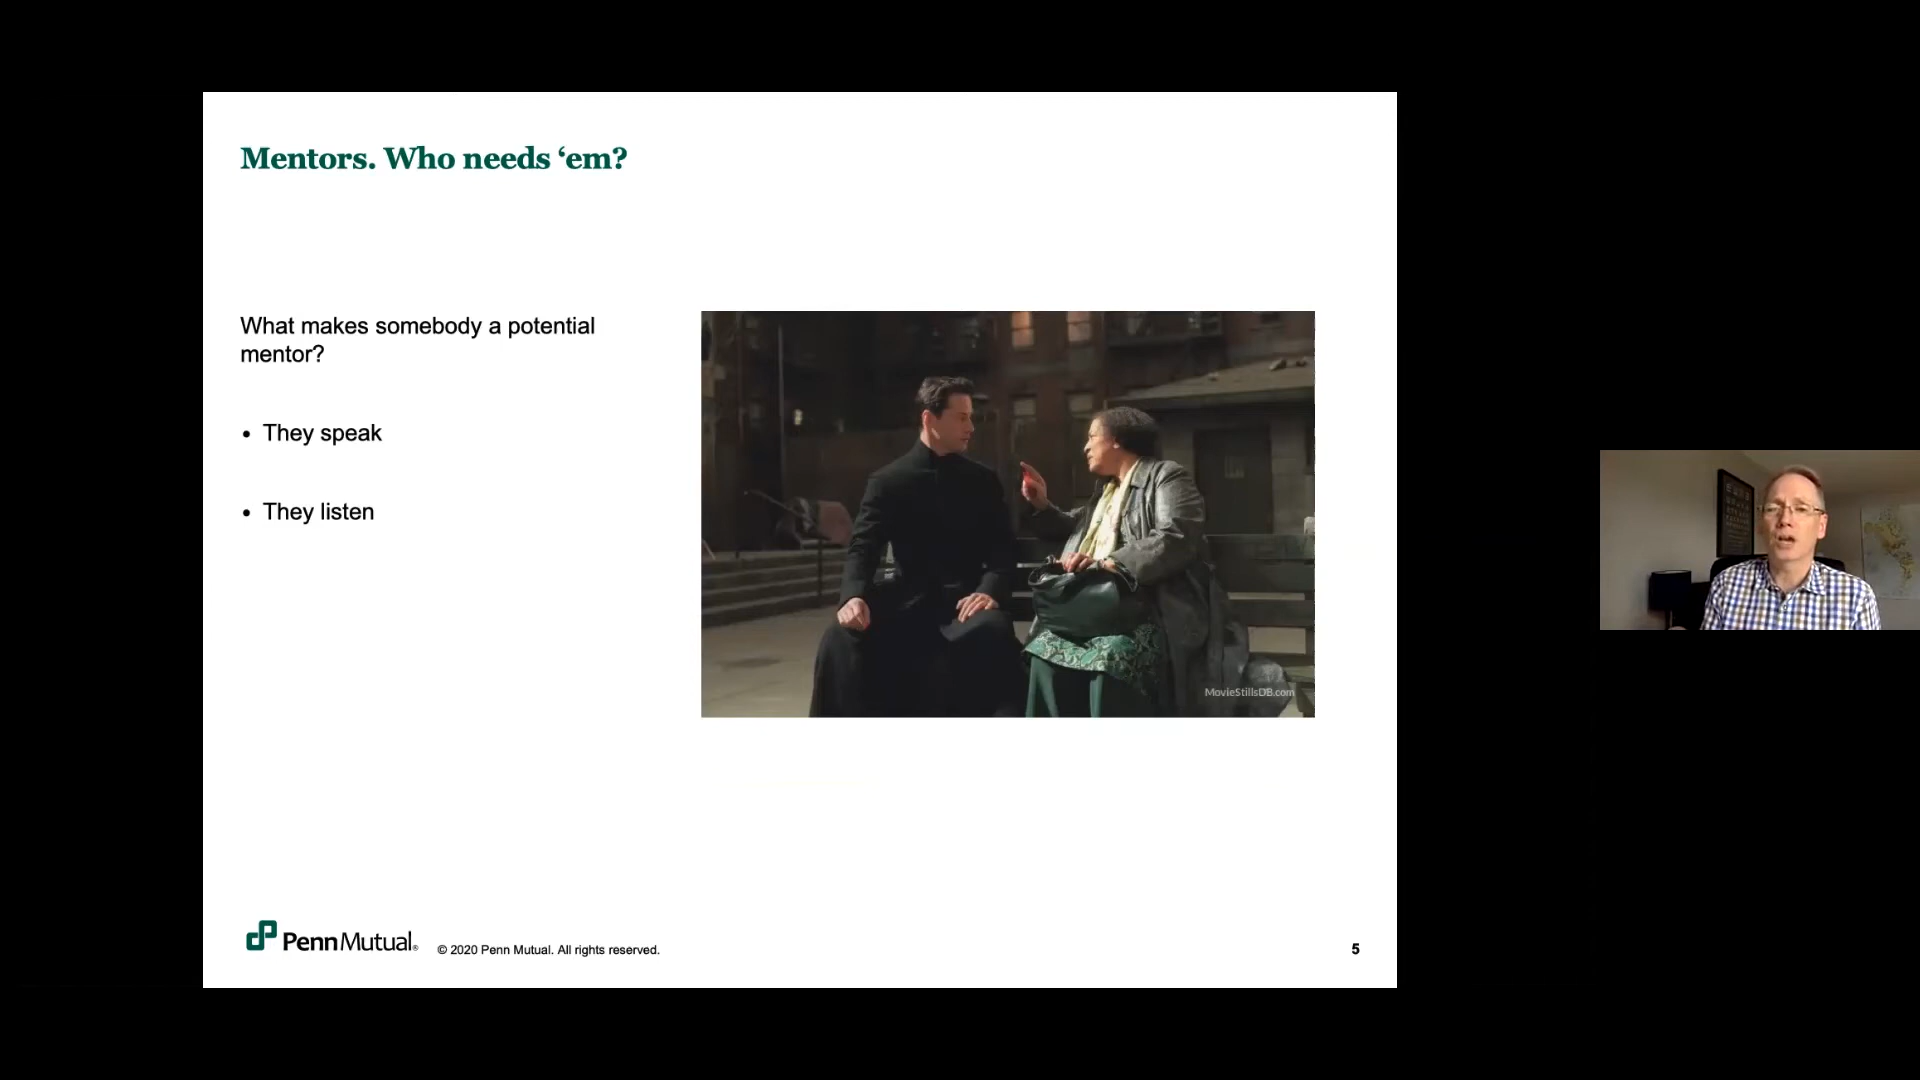 Mentors. Who needs ‘em?
What makes somebody a potential
mentor?
• They speak
• They listen
MovieStillsDB.com
PennMutual®
© 2020 Penn Mutual. All rights reserved.
5